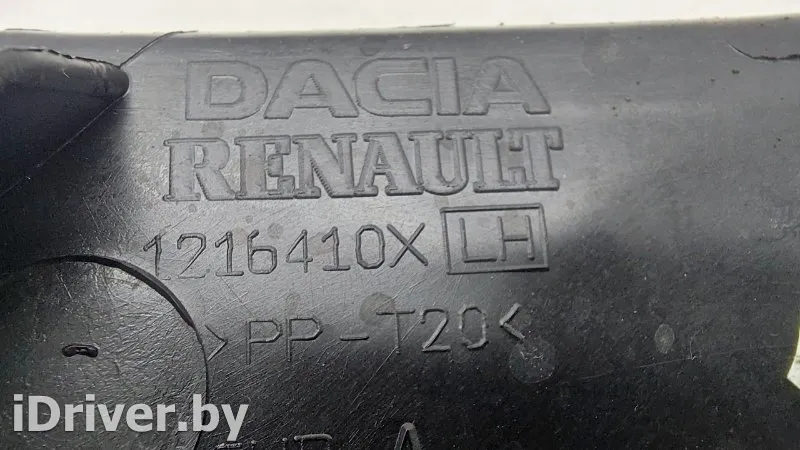 DACIA
RENAULT
1216410X LH
>PP-T20<
A
iDriver.by